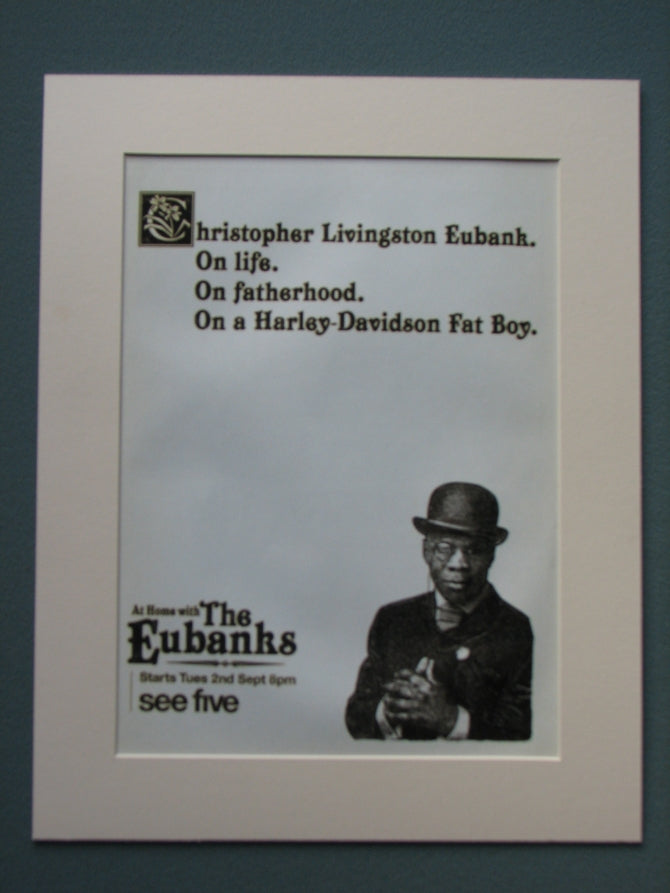 Christopher Livingston Eubank.
On life.
On fatherhood.
On a Harley-Davidson Fat Boy.
At Home with The
Eubanks
Starts Tues 2nd Sept 8pm
see five